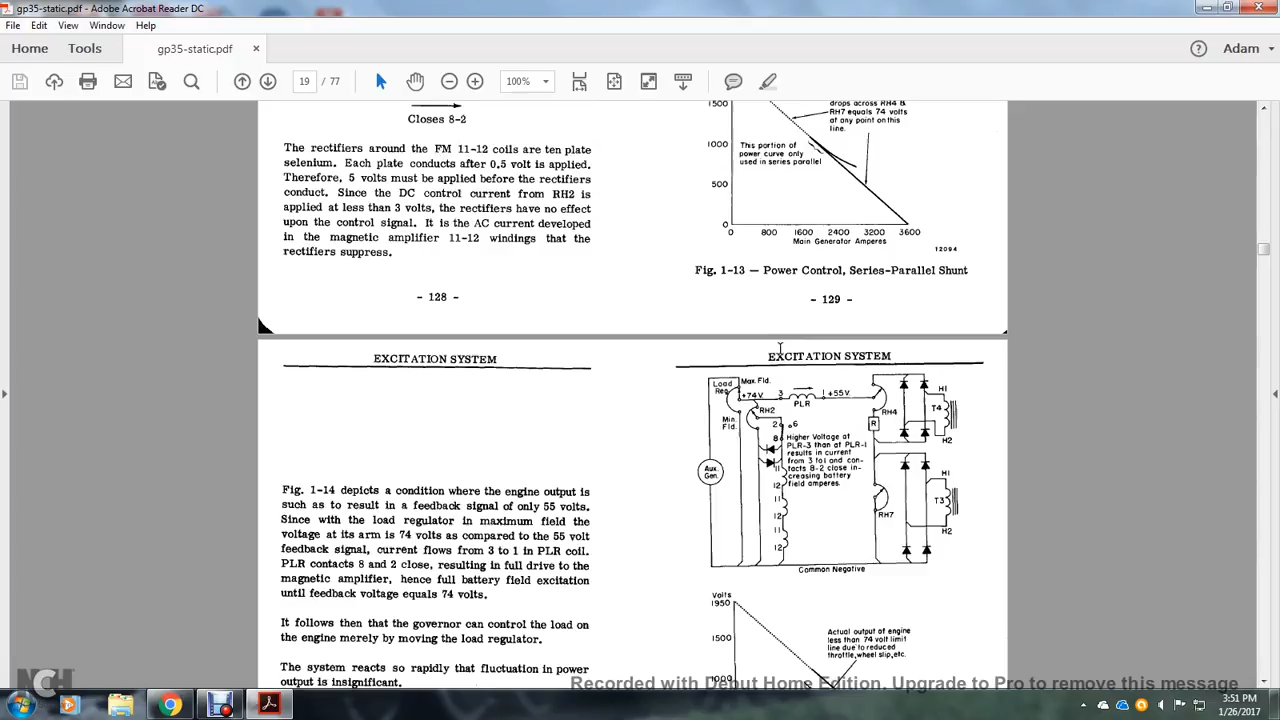 gp35-static.pdf - Adobe Acrobat Reader DC
File Edit View Window Help
Home Tools gp35-static.pdf × Adam
19 / 77 100%
Closes 8-2
The rectifiers around the FM 11-12 coils are ten plate
selenium. Each plate conducts after 0.5 volt is applied.
Therefore, 5 volts must be applied before the rectifiers
conduct. Since the DC control current from RH2 is
applied at less than 3 volts, the rectifiers have no effect
upon the control signal. It is the AC current developed
in the magnetic amplifier 11-12 windings that the
rectifiers suppress.
- 128 -
1500
1000
500
0
drops across RH4 &
RH7 equals 74 volts
at any point on this
line.
This portion of
power curve only
used in series parallel
0 800 1600 2400 3200 3600
Main Generator Amperes
12094
Fig. 1-13 — Power Control, Series-Parallel Shunt
- 129 -
EXCITATION SYSTEM
Fig. 1-14 depicts a condition where the engine output is
such as to result in a feedback signal of only 55 volts.
Since with the load regulator in maximum field the
voltage at its arm is 74 volts as compared to the 55 volt
feedback signal, current flows from 3 to 1 in PLR coil.
PLR contacts 8 and 2 close, resulting in full drive to the
magnetic amplifier, hence full battery field excitation
until feedback voltage equals 74 volts.
It follows then that the governor can control the load on
the engine merely by moving the load regulator.
The system reacts so rapidly that fluctuation in power
output is insignificant.
EXCITATION SYSTEM
Load
Reg.
Max. Fld.
+74V. 3 PLR 1 +55V.
RH2
Min.
Fld.
2 6
8
Higher Voltage at
PLR-3 than at PLR-1
results in current
from 3 to 1 and con-
tacts 8-2 close in-
creasing battery
field amperes.
11
12
11
12
11
12
Aux.
Gen.
RH4
R
RH7
H1
T4
H2
H1
T3
H2
Common Negative
Volts
1950
1500
1000
Actual output of engine
less than 74 volt limit
line due to reduced
throttle, wheel slip, etc.
NCH
Recorded with Debut Home Edition. Upgrade to Pro to remove this message
3:51 PM
1/26/2017